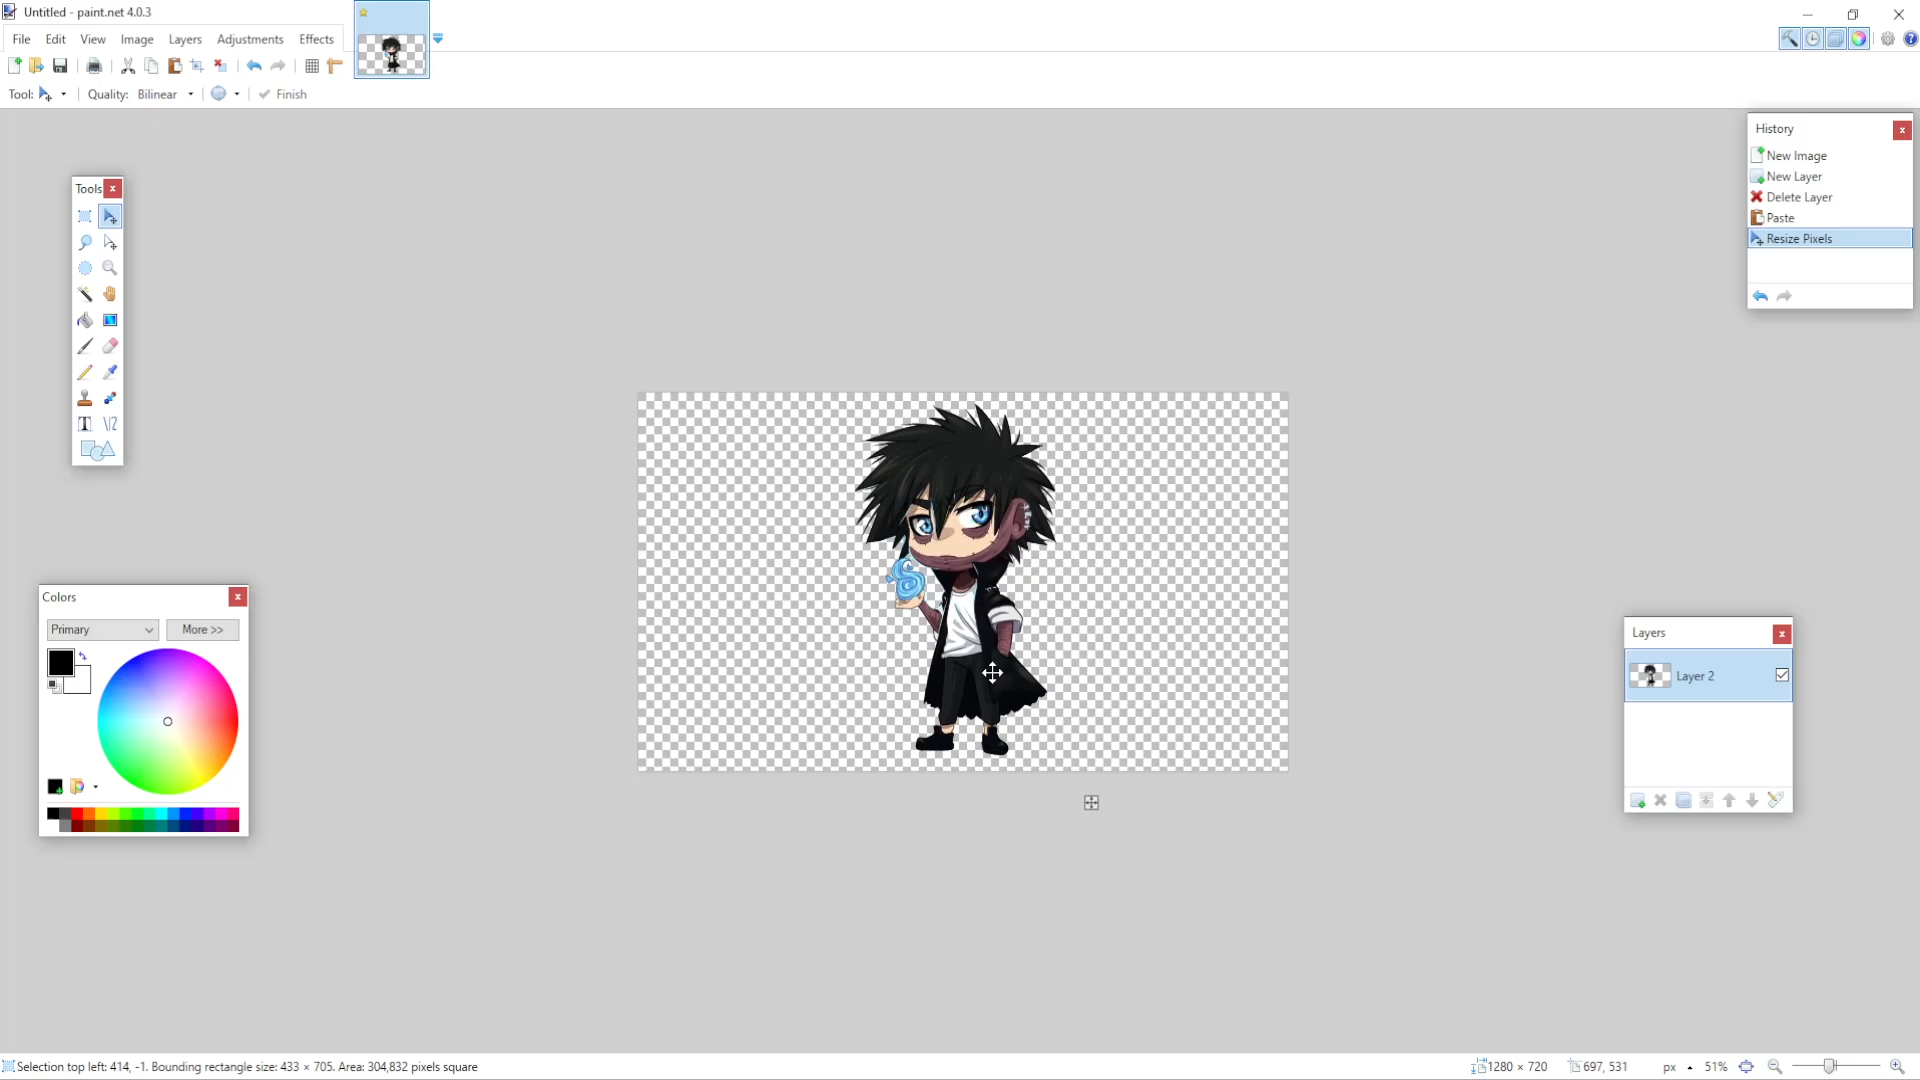 Untitled - paint.net 4.0.3
File Edit View Image Layers Adjustments Effects
Tool: Quality: Bilinear Finish
History
New Image
New Layer
Delete Layer
Paste
Resize Pixels
Tools
Colors
Primary More >>
Layers
Layer 2
Selection top left: 414, -1. Bounding rectangle size: 433 × 705. Area: 304,832 pixels square 1280 × 720 697, 531 px 51%